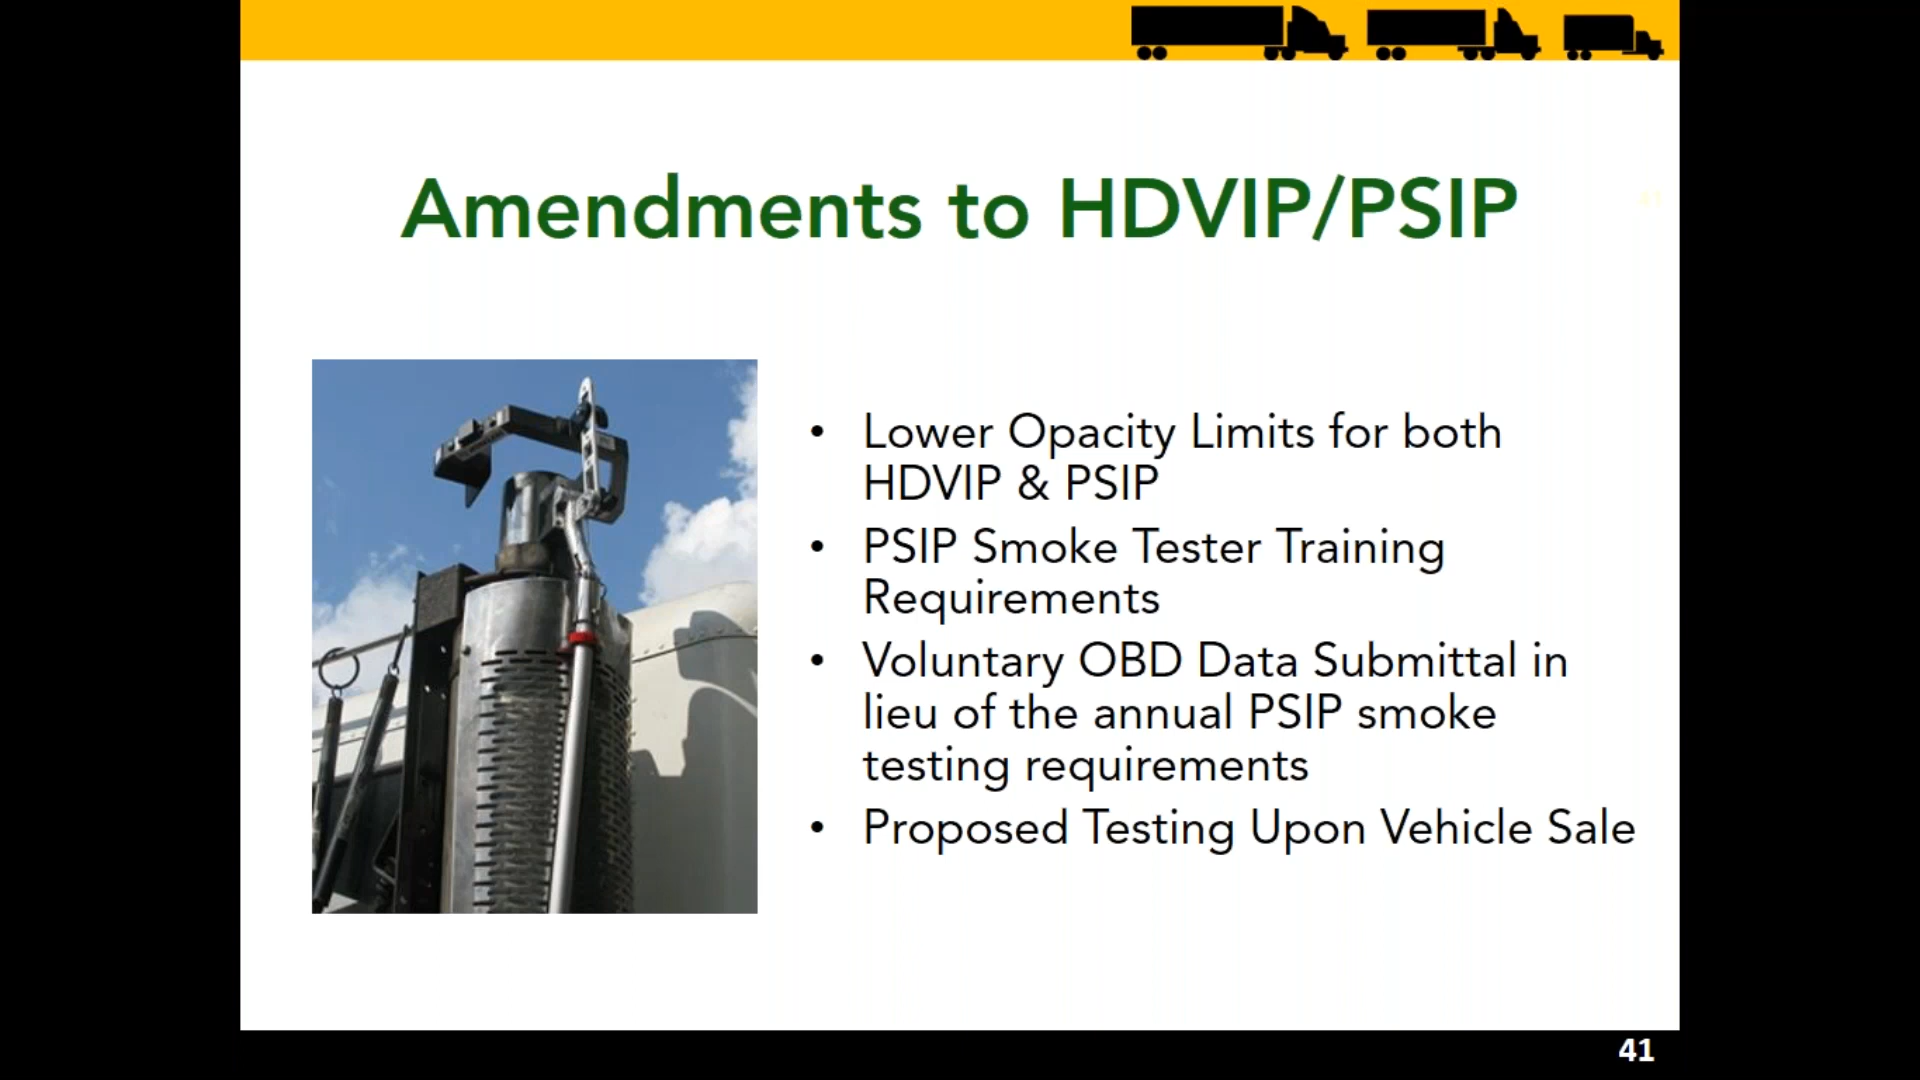 Amendments to HDVIP/PSIP
41
• Lower Opacity Limits for both
HDVIP & PSIP
• PSIP Smoke Tester Training
Requirements
• Voluntary OBD Data Submittal in
lieu of the annual PSIP smoke
testing requirements
• Proposed Testing Upon Vehicle Sale
41